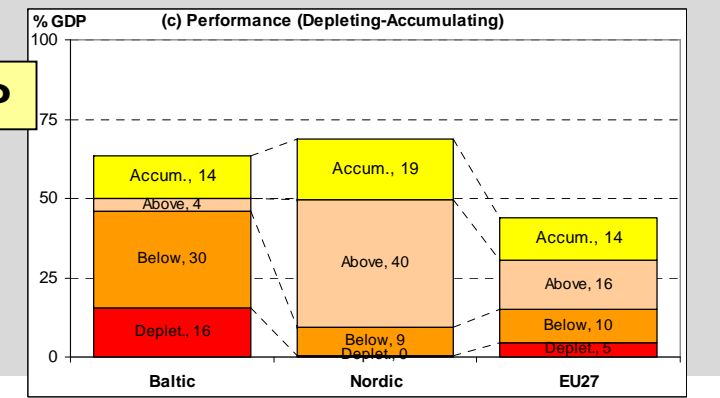 % GDP
(c) Performance (Depleting-Accumulating)
100
75
50
25
0
P
Accum., 14
Above, 4
Below, 30
Deplet., 16
Accum., 19
Above, 40
Below, 9
Deplet., 0
Accum., 14
Above, 16
Below, 10
Deplet., 5
Baltic
Nordic
EU27